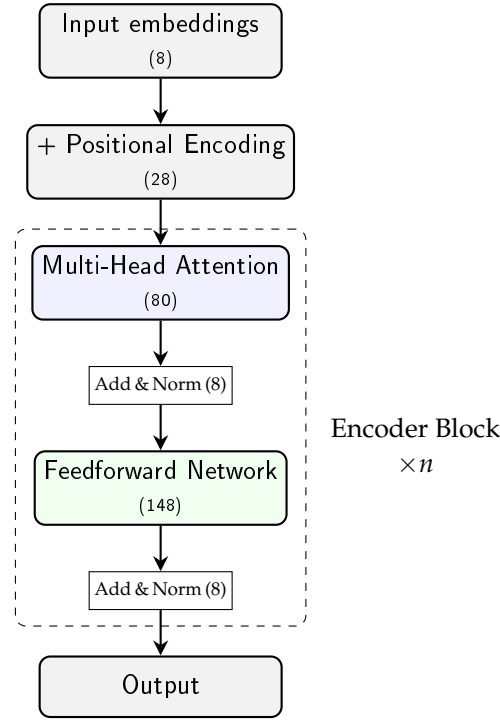 Input embeddings
(8)
+ Positional Encoding
(28)
Multi-Head Attention
(80)
Add & Norm (8)
Encoder Block
×n
Feedforward Network
(148)
Add & Norm (8)
Output